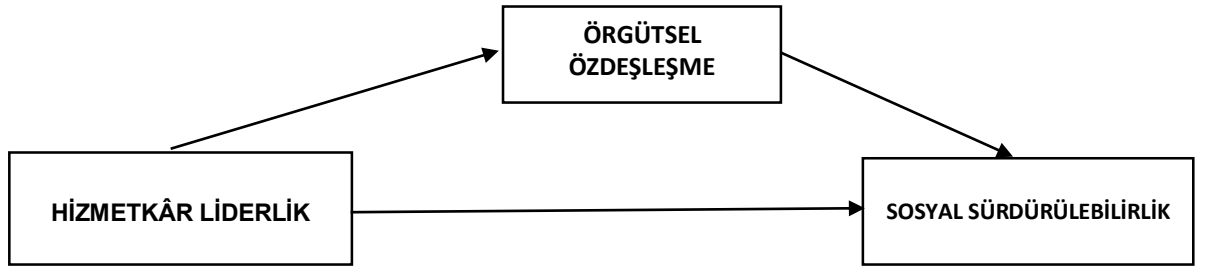 ÖRGÜTSEL
ÖZDEŞLEŞME
HİZMETKÂR LİDERLİK
SOSYAL SÜRDÜRÜLEBİLİRLİK